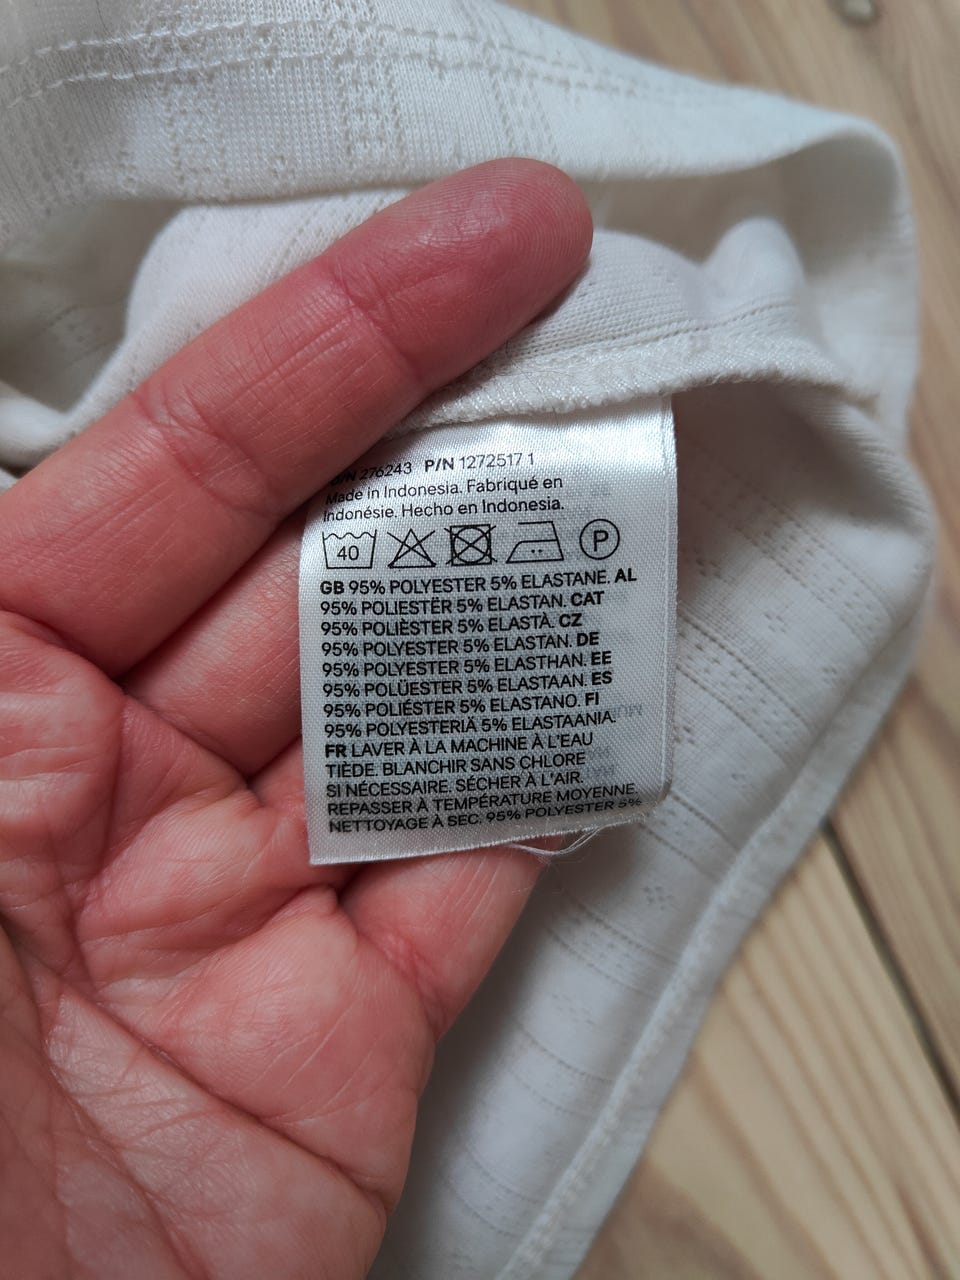 276243 P/N 1272517 1
Made in Indonesia. Fabriqué en
Indonésie. Hecho en Indonesia.
40 P
GB 95% POLYESTER 5% ELASTANE. AL
95% POLIESTËR 5% ELASTAN. CAT
95% POLIÈSTER 5% ELASTÀ. CZ
95% POLYESTER 5% ELASTAN. DE
95% POLYESTER 5% ELASTHAN. EE
95% POLÜESTER 5% ELASTAAN. ES
95% POLIÉSTER 5% ELASTANO. FI
95% POLYESTERIÄ 5% ELASTAANIA.
FR LAVER À LA MACHINE À L'EAU
TIÈDE. BLANCHIR SANS CHLORE
SI NÉCESSAIRE. SÉCHER À L'AIR.
REPASSER À TEMPÉRATURE MOYENNE.
NETTOYAGE À SEC. 95% POLYESTER 5%